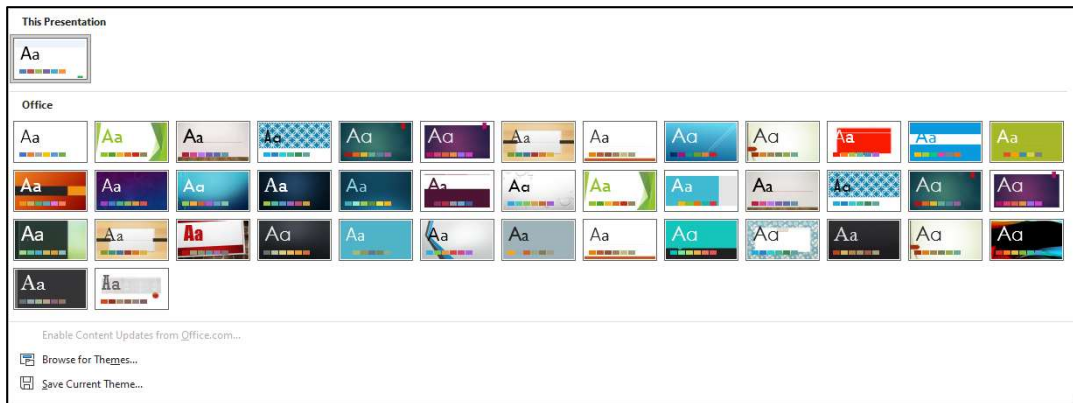 This Presentation
Aa
Office
Aa Aa Aa Aa Aa Aa Aa Aa Aa Aa Aa Aa Aa
Aa Aa Aa Aa Aa Aa Aa Aa Aa Aa Aa Aa Aa
Aa Aa Aa Aa Aa Aa Aa Aa Aa Aa Aa Aa Aa
Aa Aa
Enable Content Updates from Office.com...
Browse for Themes...
Save Current Theme...